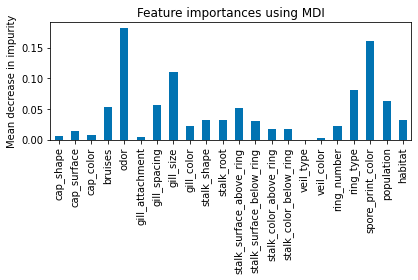 Feature importances using MDI
Mean decrease in impurity
0.15
0.10
0.05
0.00
cap_shape
cap_surface
cap_color
bruises
odor
gill_attachment
gill_spacing
gill_size
gill_color
stalk_shape
stalk_root
stalk_surface_above_ring
stalk_surface_below_ring
stalk_color_above_ring
stalk_color_below_ring
veil_type
veil_color
ring_number
ring_type
spore_print_color
population
habitat